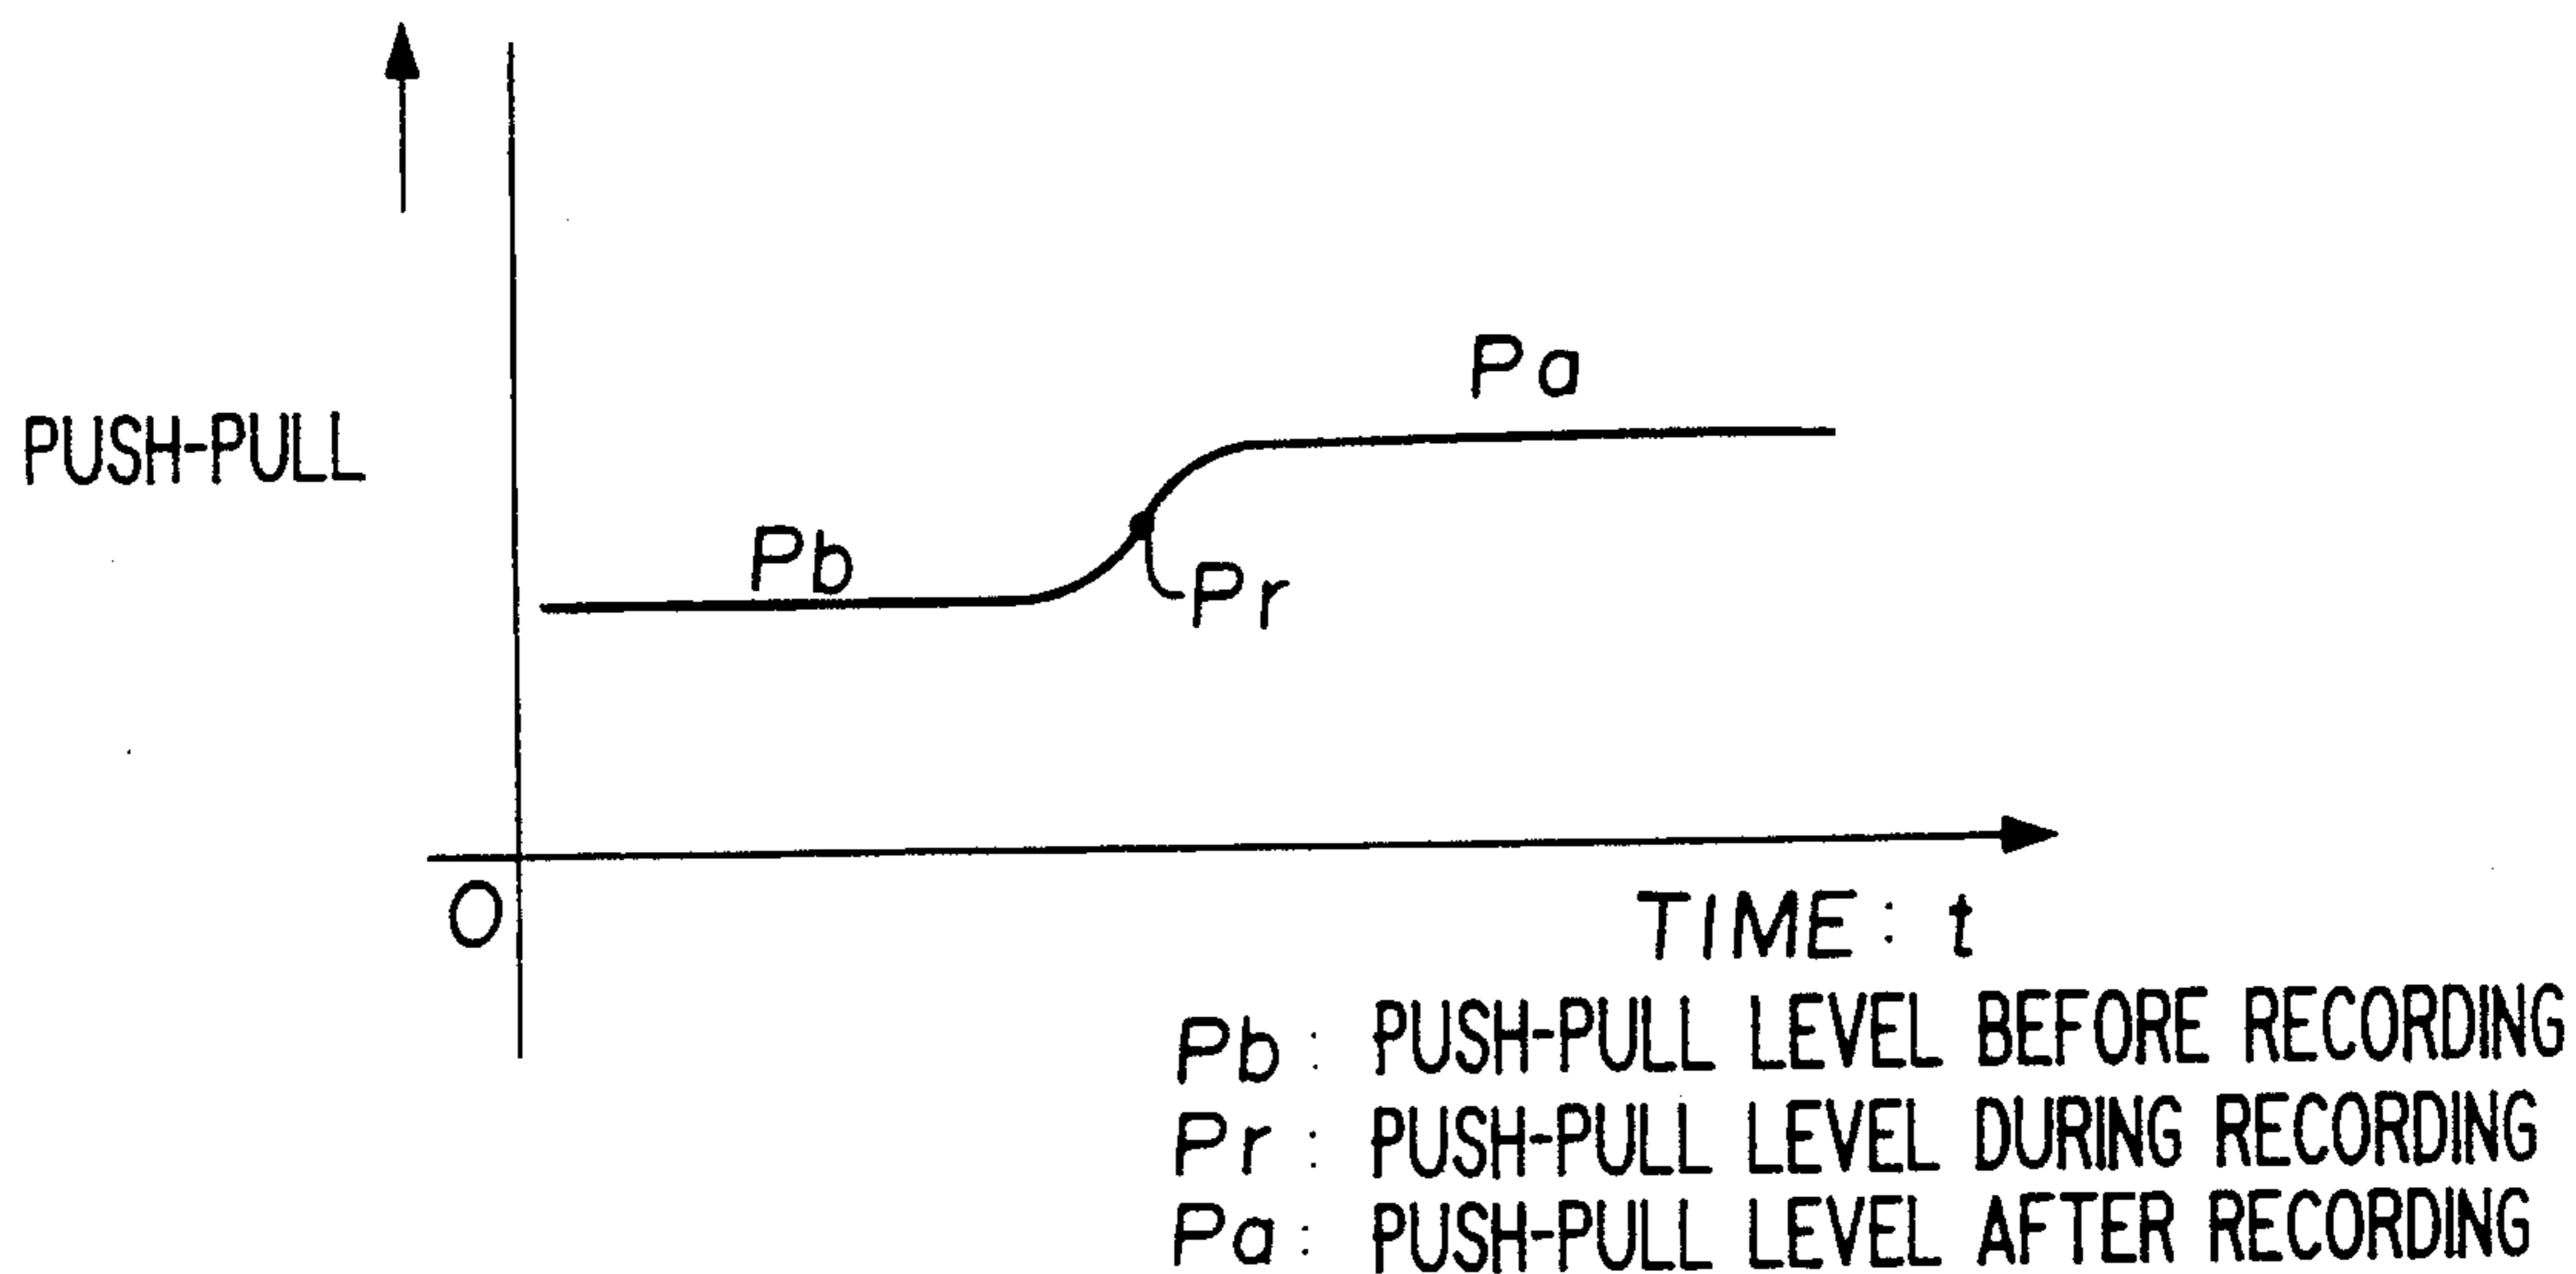 Pa
PUSH-PULL
Pb
Pr
O
TIME: t
Pb: PUSH-PULL LEVEL BEFORE RECORDING
Pr: PUSH-PULL LEVEL DURING RECORDING
Pa: PUSH-PULL LEVEL AFTER RECORDING